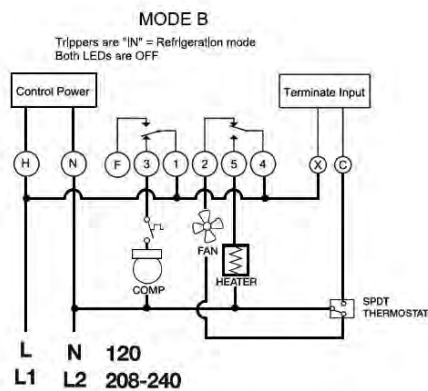 MODE B
Trippers are "IN" = Refrigeration mode
Both LEDs are OFF
Control Power
Terminate Input
H N F 3 1 2 5 4 X C
FAN
COMP
HEATER
SPDT
THERMOSTAT
L N 120
L1 L2 208-240